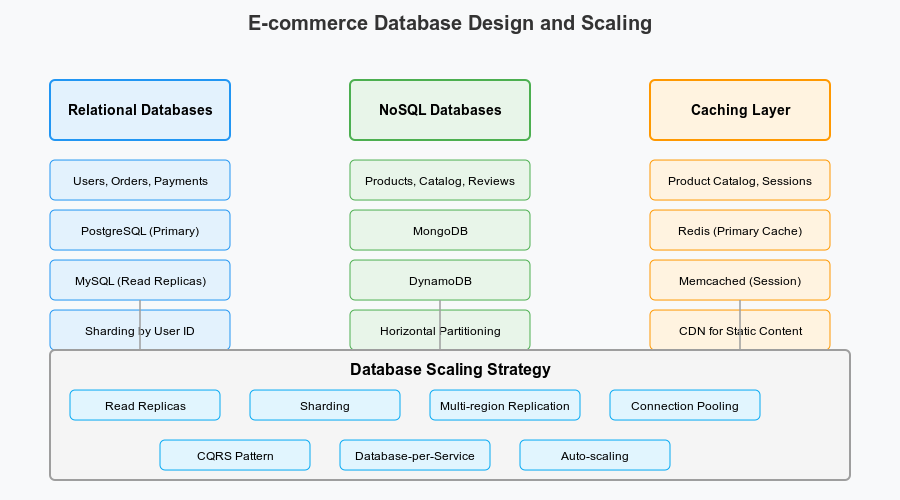 E-commerce Database Design and Scaling
Relational Databases
Users, Orders, Payments
PostgreSQL (Primary)
MySQL (Read Replicas)
Sharding by User ID
NoSQL Databases
Products, Catalog, Reviews
MongoDB
DynamoDB
Horizontal Partitioning
Caching Layer
Product Catalog, Sessions
Redis (Primary Cache)
Memcached (Session)
CDN for Static Content
Database Scaling Strategy
Read Replicas
Sharding
Multi-region Replication
Connection Pooling
CQRS Pattern
Database-per-Service
Auto-scaling